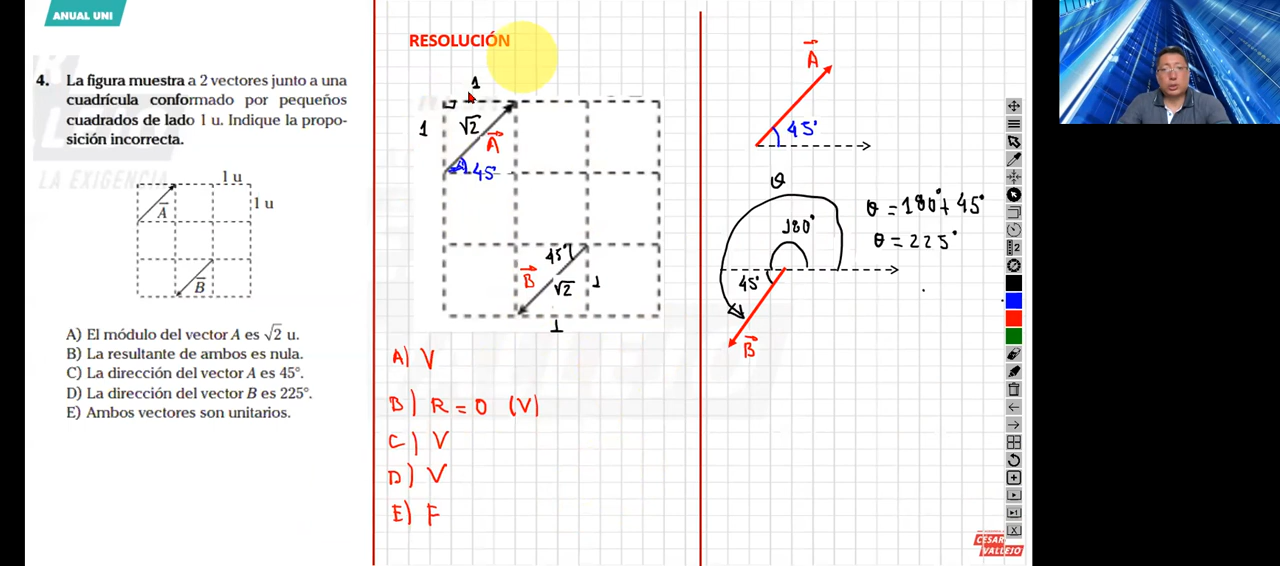 ANUAL UNI
4. La figura muestra a 2 vectores junto a una
cuadrícula conformado por pequeños
cuadrados de lado 1 u. Indique la propo-
sición incorrecta.
LA EXIGENCIA
1 u
1 u
A
B
A) El módulo del vector A es √2 u.
B) La resultante de ambos es nula.
C) La dirección del vector A es 45°.
D) La dirección del vector B es 225°.
E) Ambos vectores son unitarios.
RESOLUCIÓN
1
1
√2
A
45°
45°
B
√2
1
1
A) V
B) R = 0 (V)
C) V
D) V
E) F
A
45°
θ
180°
θ = 180° + 45°
θ = 225°
45°
B
CÉSAR
VALLEJO